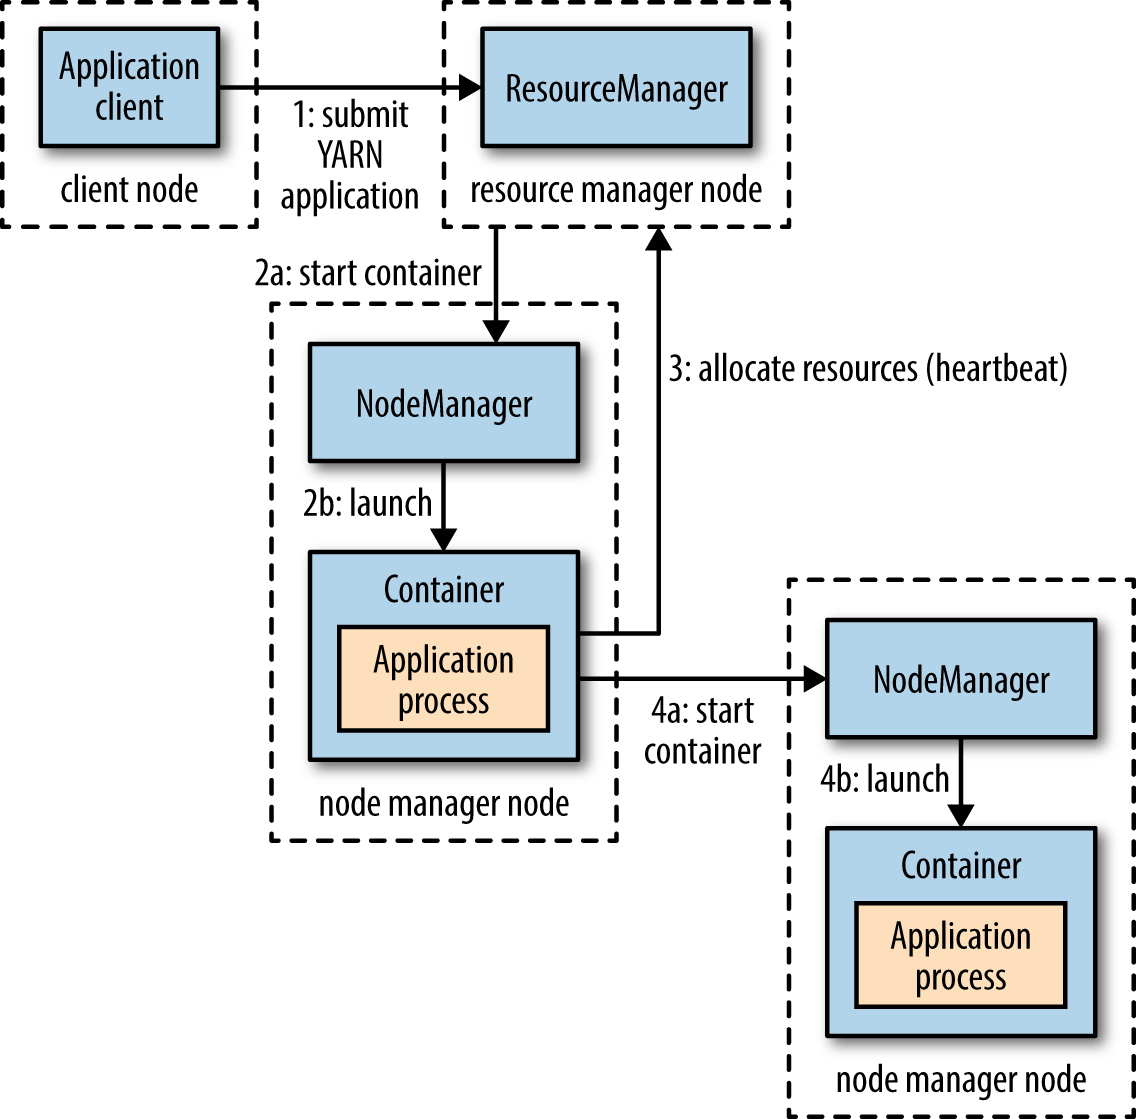 Application
client
client node
1: submit
YARN
application
ResourceManager
resource manager node
2a: start container
NodeManager
2b: launch
Container
Application
process
node manager node
3: allocate resources (heartbeat)
4a: start
container
NodeManager
4b: launch
Container
Application
process
node manager node